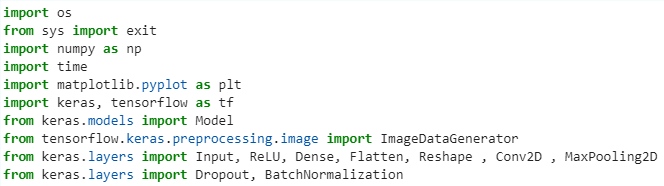 import os
from sys import exit
import numpy as np
import time
import matplotlib.pyplot as plt
import keras, tensorflow as tf
from keras.models import Model
from tensorflow.keras.preprocessing.image import ImageDataGenerator
from keras.layers import Input, ReLU, Dense, Flatten, Reshape , Conv2D , MaxPooling2D
from keras.layers import Dropout, BatchNormalization